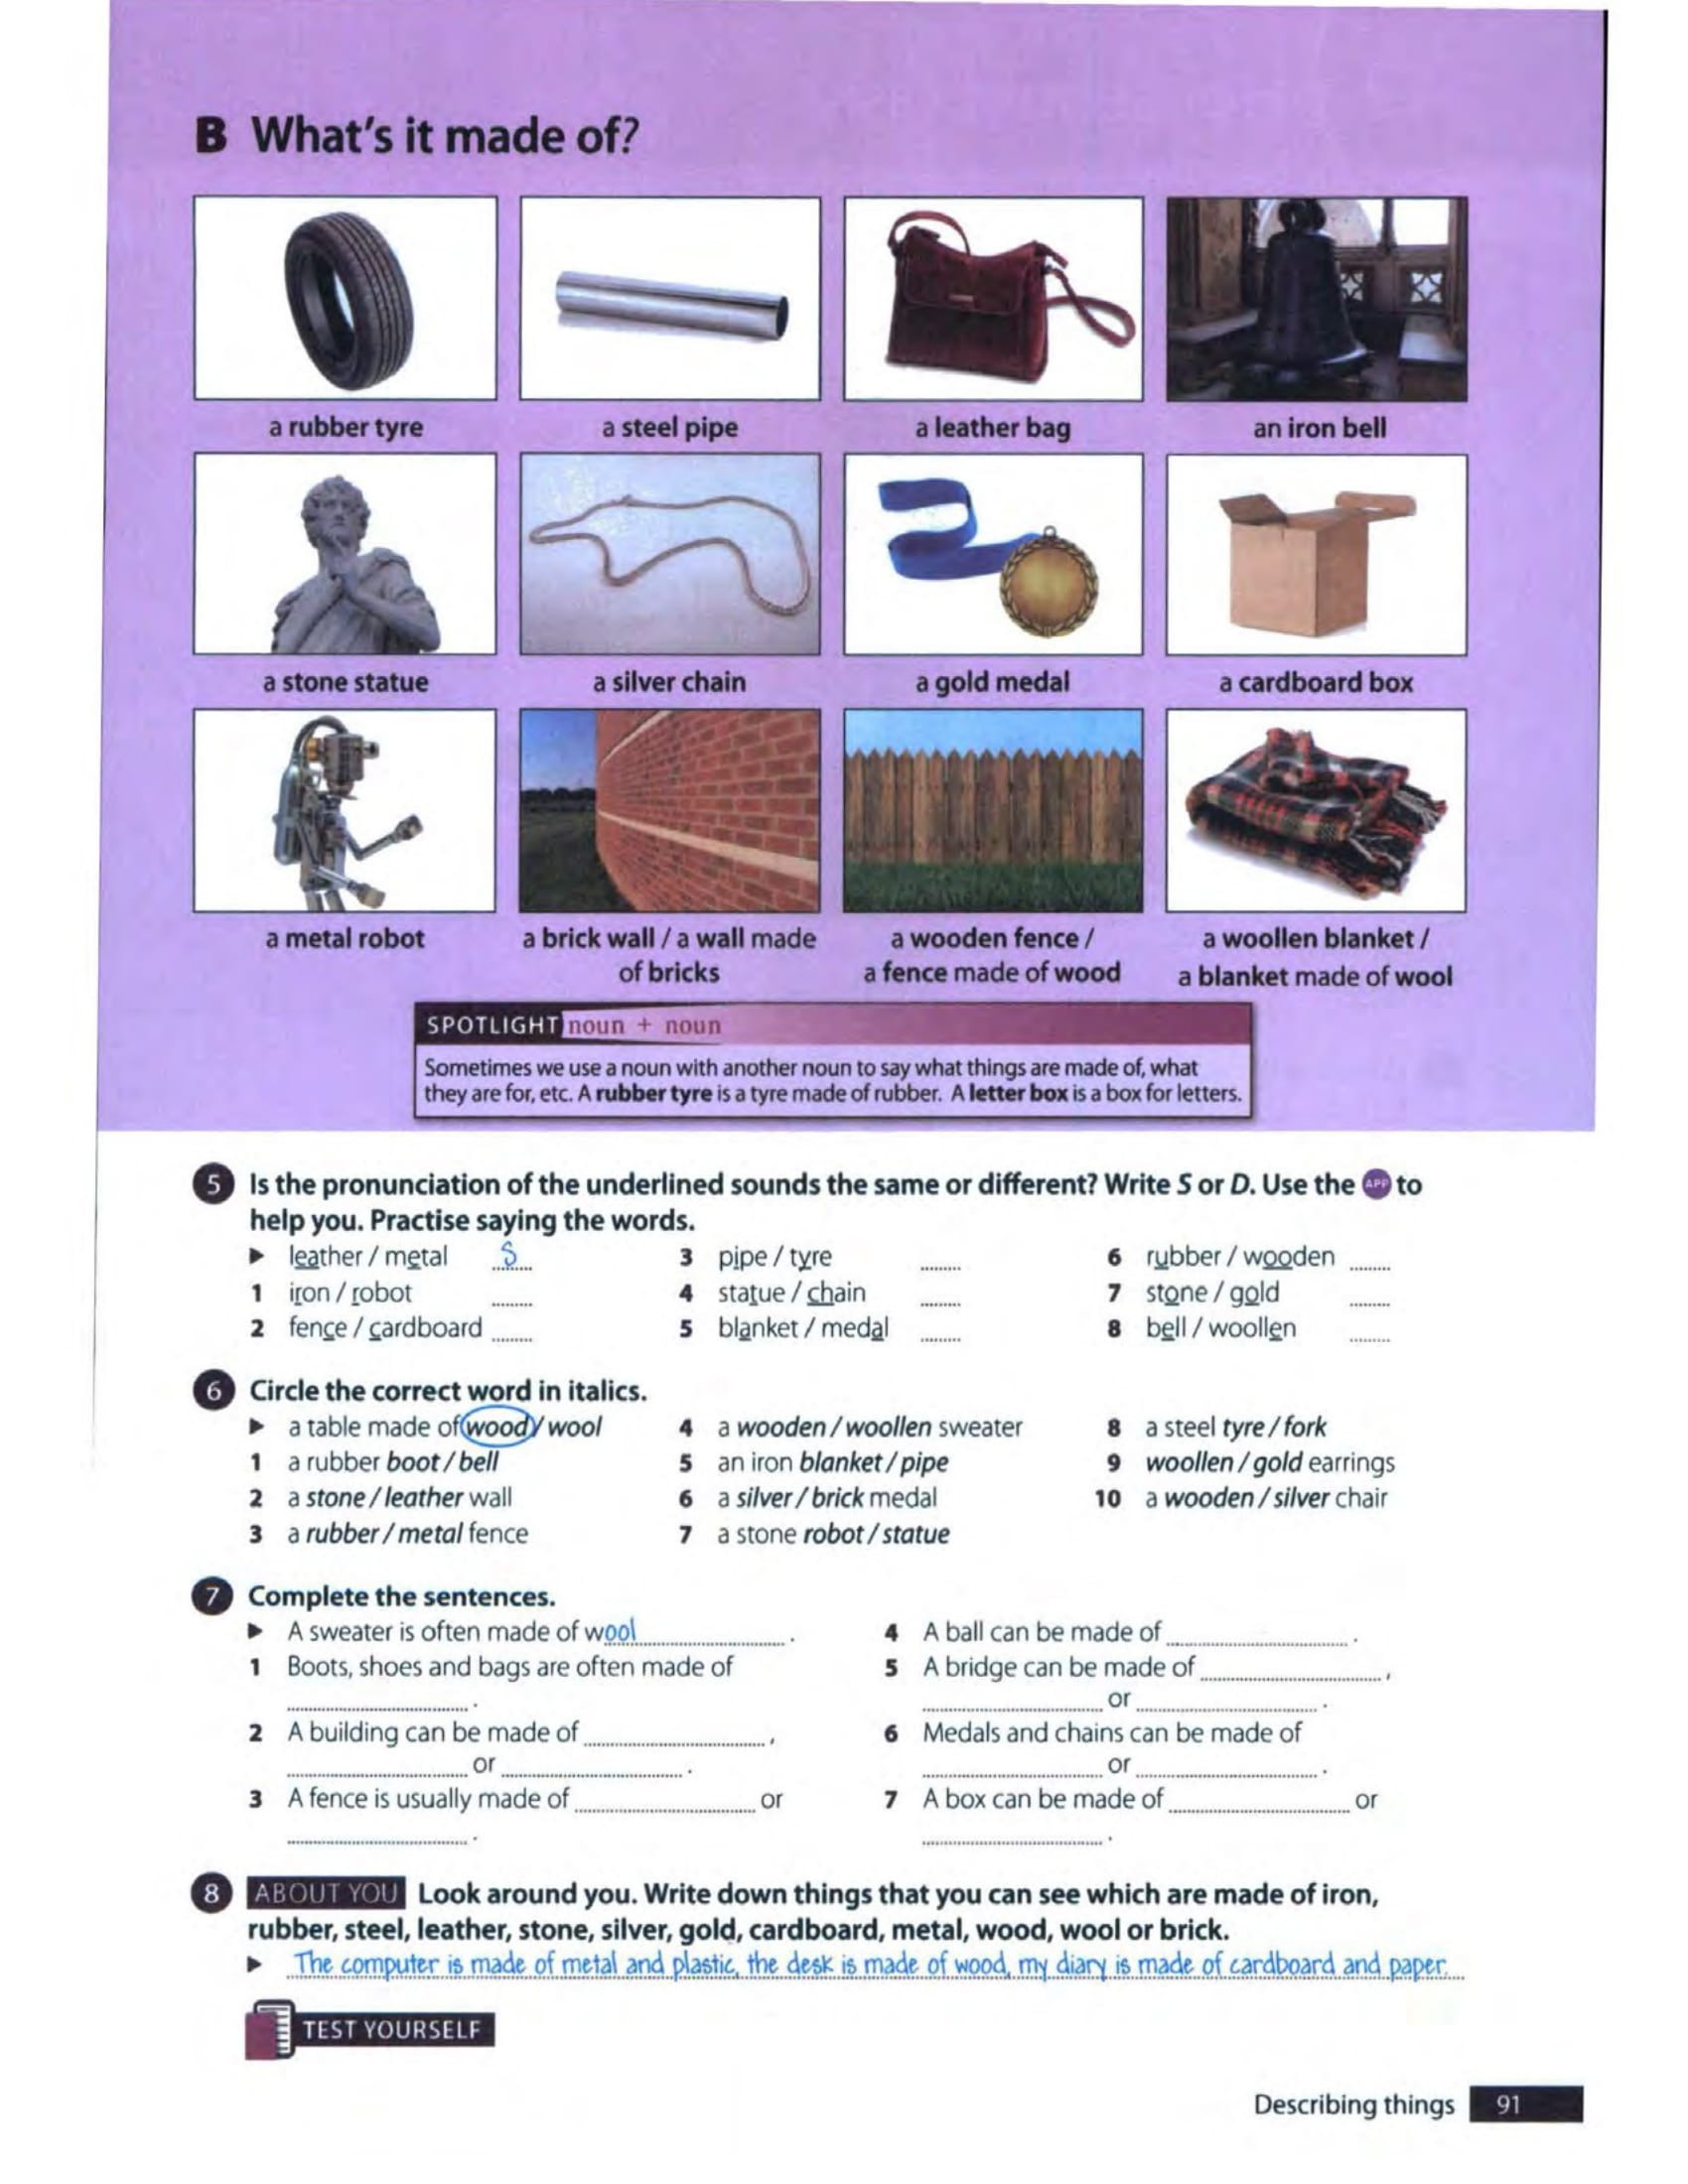 B What's it made of?
a rubber tyre
a steel pipe
a leather bag
an iron bell
a stone statue
a silver chain
a gold medal
a cardboard box
a metal robot
a brick wall / a wall made
of bricks
a wooden fence /
a fence made of wood
a woollen blanket /
a blanket made of wool
SPOTLIGHT noun + noun
Sometimes we use a noun with another noun to say what things are made of, what
they are for, etc. A rubber tyre is a tyre made of rubber. A letter box is a box for letters.
5 Is the pronunciation of the underlined sounds the same or different? Write S or D. Use the APP to
help you. Practise saying the words.
► leather / metal S
1 iron / robot ........
2 fence / cardboard ........
3 pipe / tyre ........
4 statue / chain ........
5 blanket / medal ........
6 rubber / wooden ........
7 stone / gold ........
8 bell / woollen ........
6 Circle the correct word in italics.
► a table made of wood / wool
1 a rubber boot / bell
2 a stone / leather wall
3 a rubber / metal fence
4 a wooden / woollen sweater
5 an iron blanket / pipe
6 a silver / brick medal
7 a stone robot / statue
8 a steel tyre / fork
9 woollen / gold earrings
10 a wooden / silver chair
7 Complete the sentences.
► A sweater is often made of wool .
1 Boots, shoes and bags are often made of
........ .
2 A building can be made of ........ ,
........ or ........ .
3 A fence is usually made of ........ or
........ .
4 A ball can be made of ........ .
5 A bridge can be made of ........ ,
........ or ........ .
6 Medals and chains can be made of
........ or ........ .
7 A box can be made of ........ or
........ .
8 ABOUT YOU Look around you. Write down things that you can see which are made of iron,
rubber, steel, leather, stone, silver, gold, cardboard, metal, wood, wool or brick.
► The computer is made of metal and plastic, the desk is made of wood, my diary is made of cardboard and paper.
TEST YOURSELF
Describing things 91